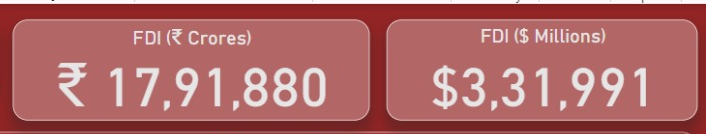 FDI (₹ Crores)
₹ 17,91,880
FDI ($ Millions)
$3,31,991